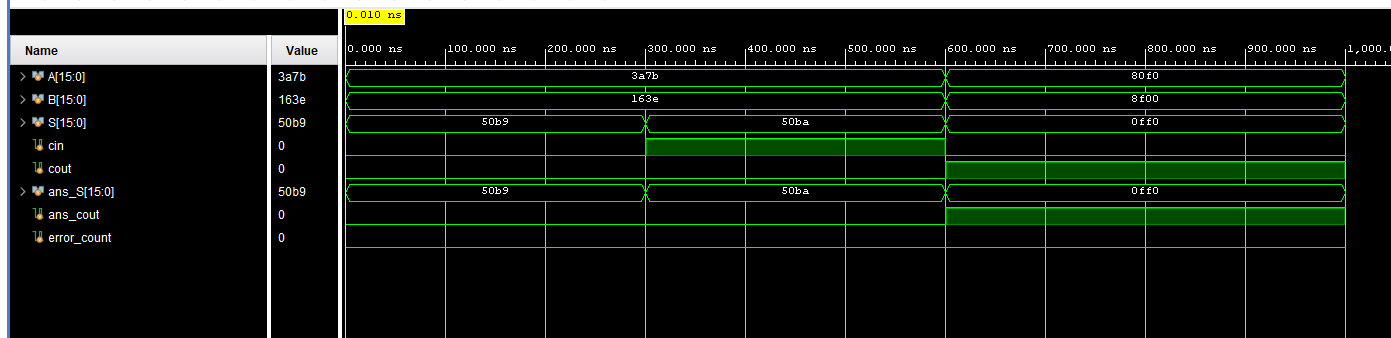 0.010 ns
Name Value 0.000 ns 100.000 ns 200.000 ns 300.000 ns 400.000 ns 500.000 ns 600.000 ns 700.000 ns 800.000 ns 900.000 ns 1,000.
A[15:0] 3a7b 3a7b 80f0
B[15:0] 163e 163e 8f00
S[15:0] 50b9 50b9 50ba 0ff0
cin 0
cout 0
ans_S[15:0] 50b9 50b9 50ba 0ff0
ans_cout 0
error_count 0